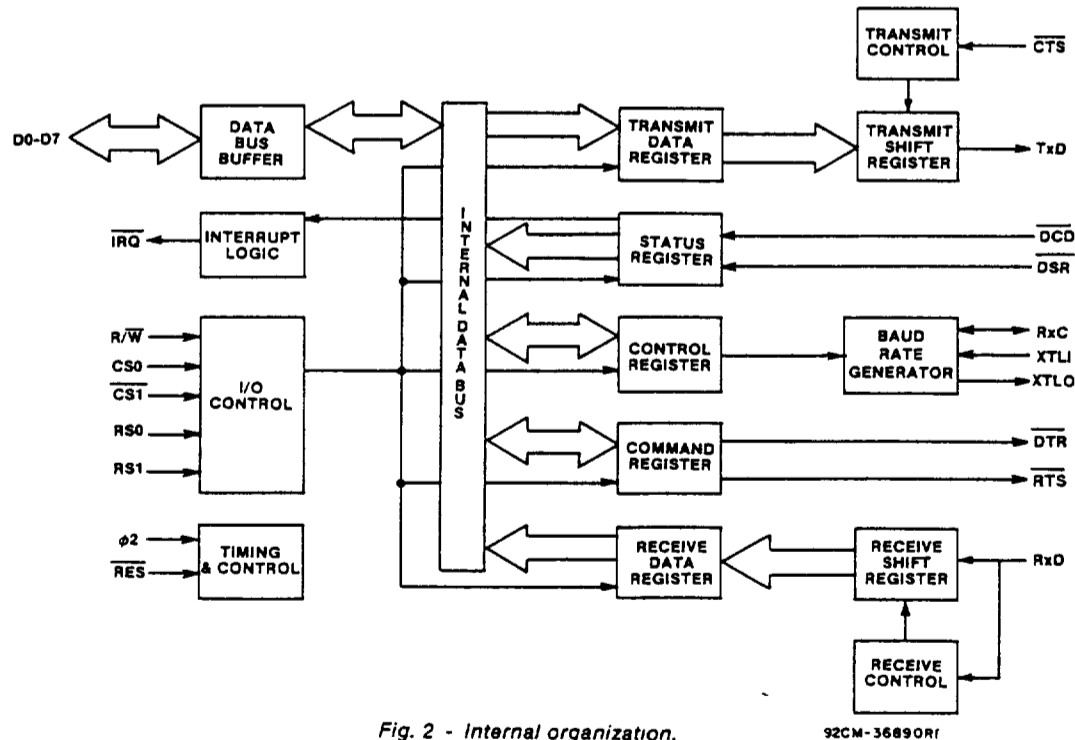 TRANSMIT
CONTROL
CTS
D0-D7
DATA
BUS
BUFFER
TRANSMIT
DATA
REGISTER
TRANSMIT
SHIFT
REGISTER
TxD
INTERNAL DATA BUS
IRQ
INTERRUPT
LOGIC
STATUS
REGISTER
DCD
DSR
R/W
CS0
CS1
RS0
RS1
I/O
CONTROL
CONTROL
REGISTER
BAUD
RATE
GENERATOR
RxC
XTLI
XTLO
COMMAND
REGISTER
DTR
RTS
φ2
RES
TIMING
& CONTROL
RECEIVE
DATA
REGISTER
RECEIVE
SHIFT
REGISTER
RxD
RECEIVE
CONTROL
Fig. 2 - Internal organization.
92CM-36890R1